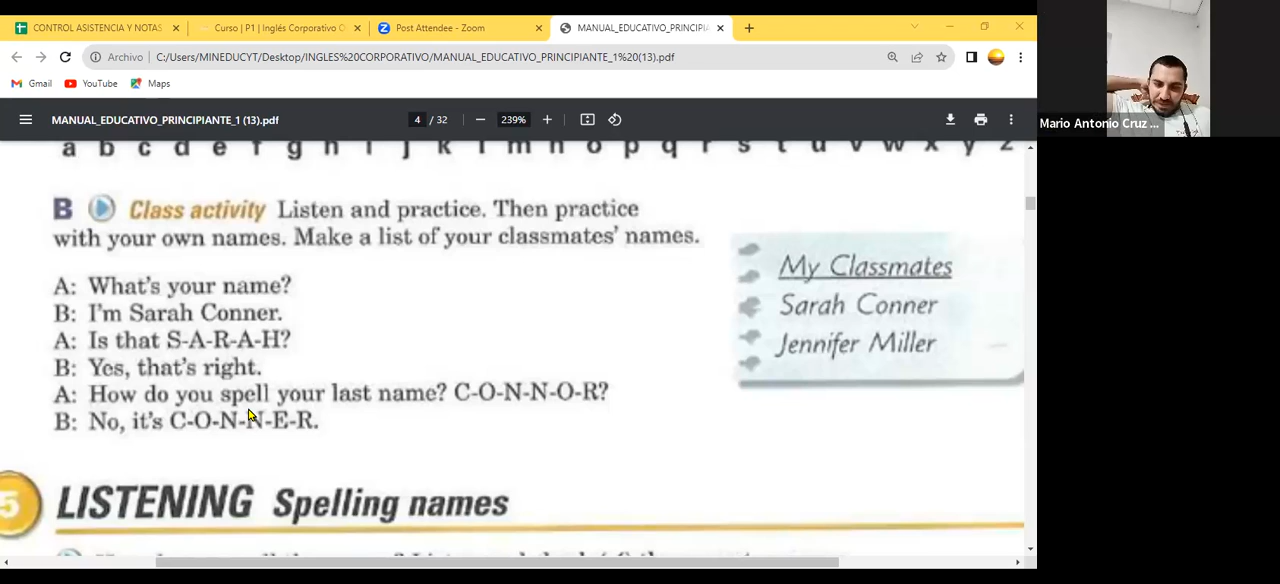 CONTROL ASISTENCIA Y NOTAS
Curso | P1 | Inglés Corporativo
Post Attendee - Zoom
MANUAL_EDUCATIVO_PRINCIPI
Archivo
C:/Users/MINEDUCYT/Desktop/INGLES%20CORPORATIVO/MANUAL_EDUCATIVO_PRINCIPIANTE_1%20(13).pdf
Gmail YouTube Maps
MANUAL_EDUCATIVO_PRINCIPIANTE_1 (13).pdf
4 / 32
239%
Mario Antonio Cruz ...
a b c d e f g h i j k l m n o p q r s t u v w x y z
B Class activity Listen and practice. Then practice
with your own names. Make a list of your classmates' names.
A: What's your name?
B: I'm Sarah Conner.
A: Is that S-A-R-A-H?
B: Yes, that's right.
A: How do you spell your last name? C-O-N-N-O-R?
B: No, it's C-O-N-N-E-R.
My Classmates
Sarah Conner
Jennifer Miller
5 LISTENING Spelling names